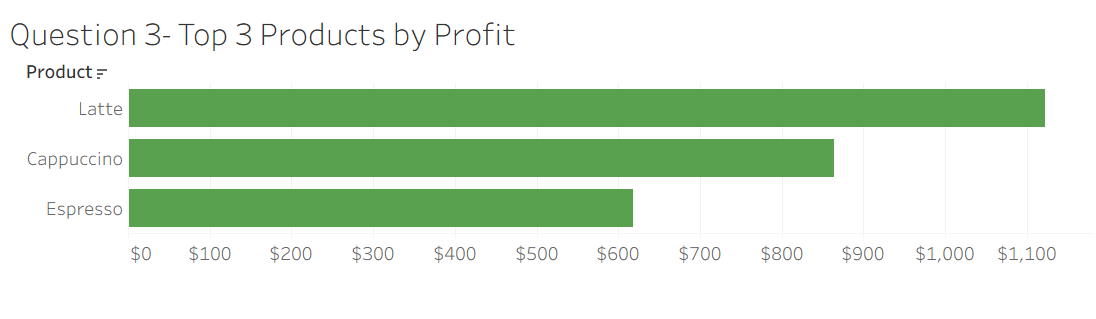 Question 3- Top 3 Products by Profit
Product
Latte
Cappuccino
Espresso
$0 $100 $200 $300 $400 $500 $600 $700 $800 $900 $1,000 $1,100